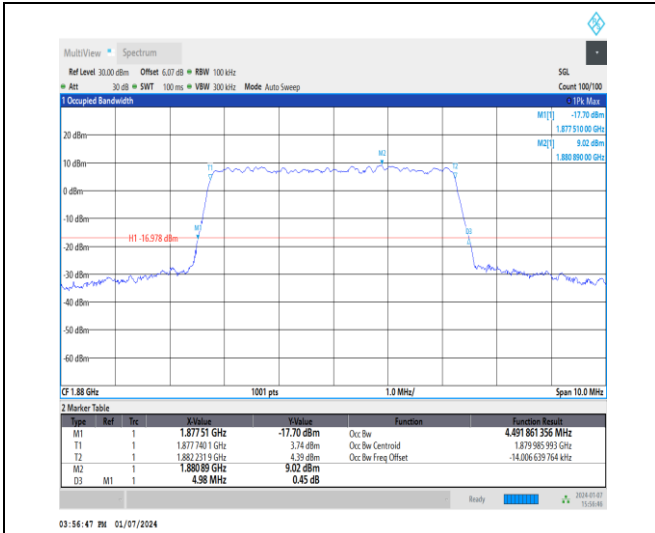 MultiView Spectrum
Ref Level 30.00 dBm Offset 6.07 dB RBW 100 kHz SGL
Att 30 dB SWT 100 ms VBW 300 kHz Mode Auto Sweep Count 100/100
1 Occupied Bandwidth 1Pk Max
M1[1] -17.70 dBm
1.877 510 00 GHz
M2[1] 9.02 dBm
1.880 890 00 GHz
20 dBm
10 dBm
0 dBm
-10 dBm
-20 dBm
-30 dBm
-40 dBm
-50 dBm
-60 dBm
T1
M2
T2
M1
D3
H1 -16.978 dBm
CF 1.88 GHz 1001 pts 1.0 MHz/ Span 10.0 MHz
2 Marker Table
Type Ref Trc X-Value Y-Value Function Function Result
M1 1 1.877 51 GHz -17.70 dBm Occ Bw 4.491 861 356 MHz
T1 1 1.877 740 1 GHz 3.74 dBm Occ Bw Centroid 1.879 985 993 GHz
T2 1 1.882 231 9 GHz 4.39 dBm Occ Bw Freq Offset -14.006 639 764 kHz
M2 1 1.880 89 GHz 9.02 dBm
D3 M1 1 4.98 MHz 0.45 dB
Ready 2024-01-07
15:56:46
03:56:47 PM 01/07/2024